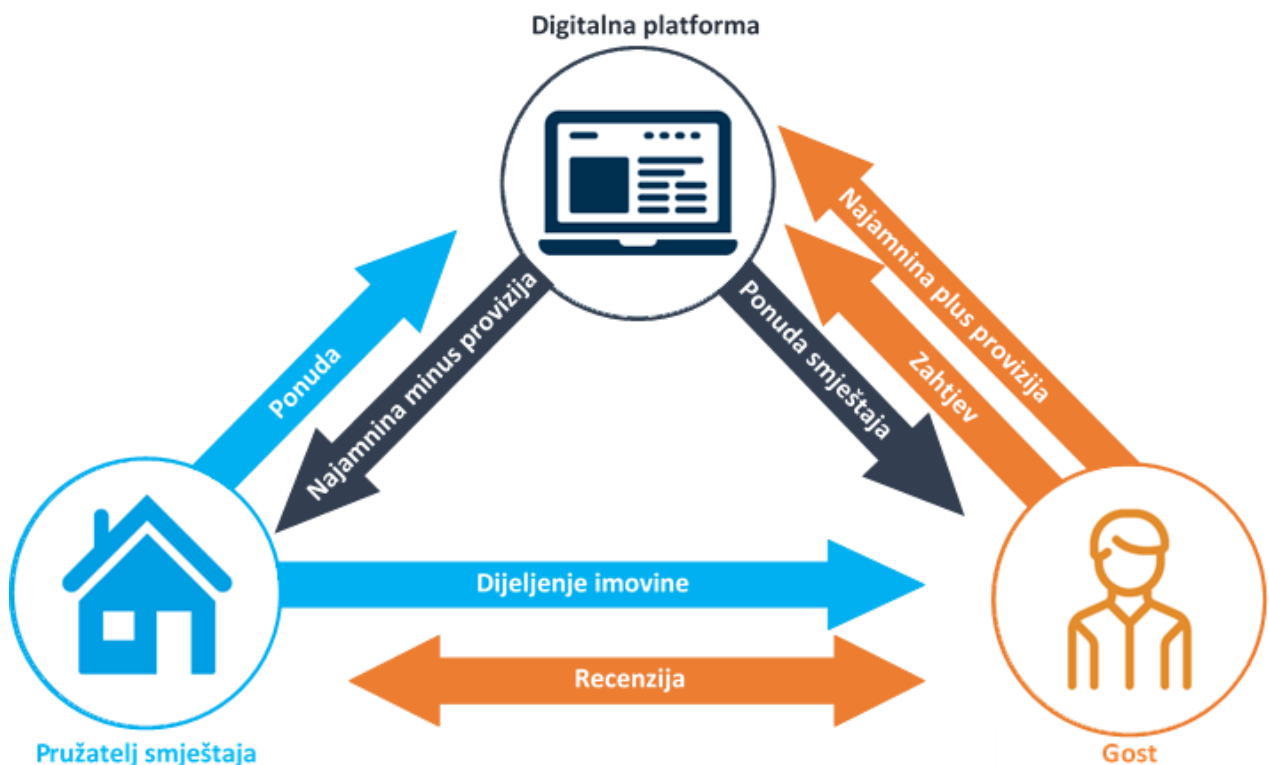 Digitalna platforma
Najamnina plus provizija
Ponuda
Najamnina minus provizija
Ponuda smještaja
Zahtjev
Dijeljenje imovine
Recenzija
Pružatelj smještaja
Gost